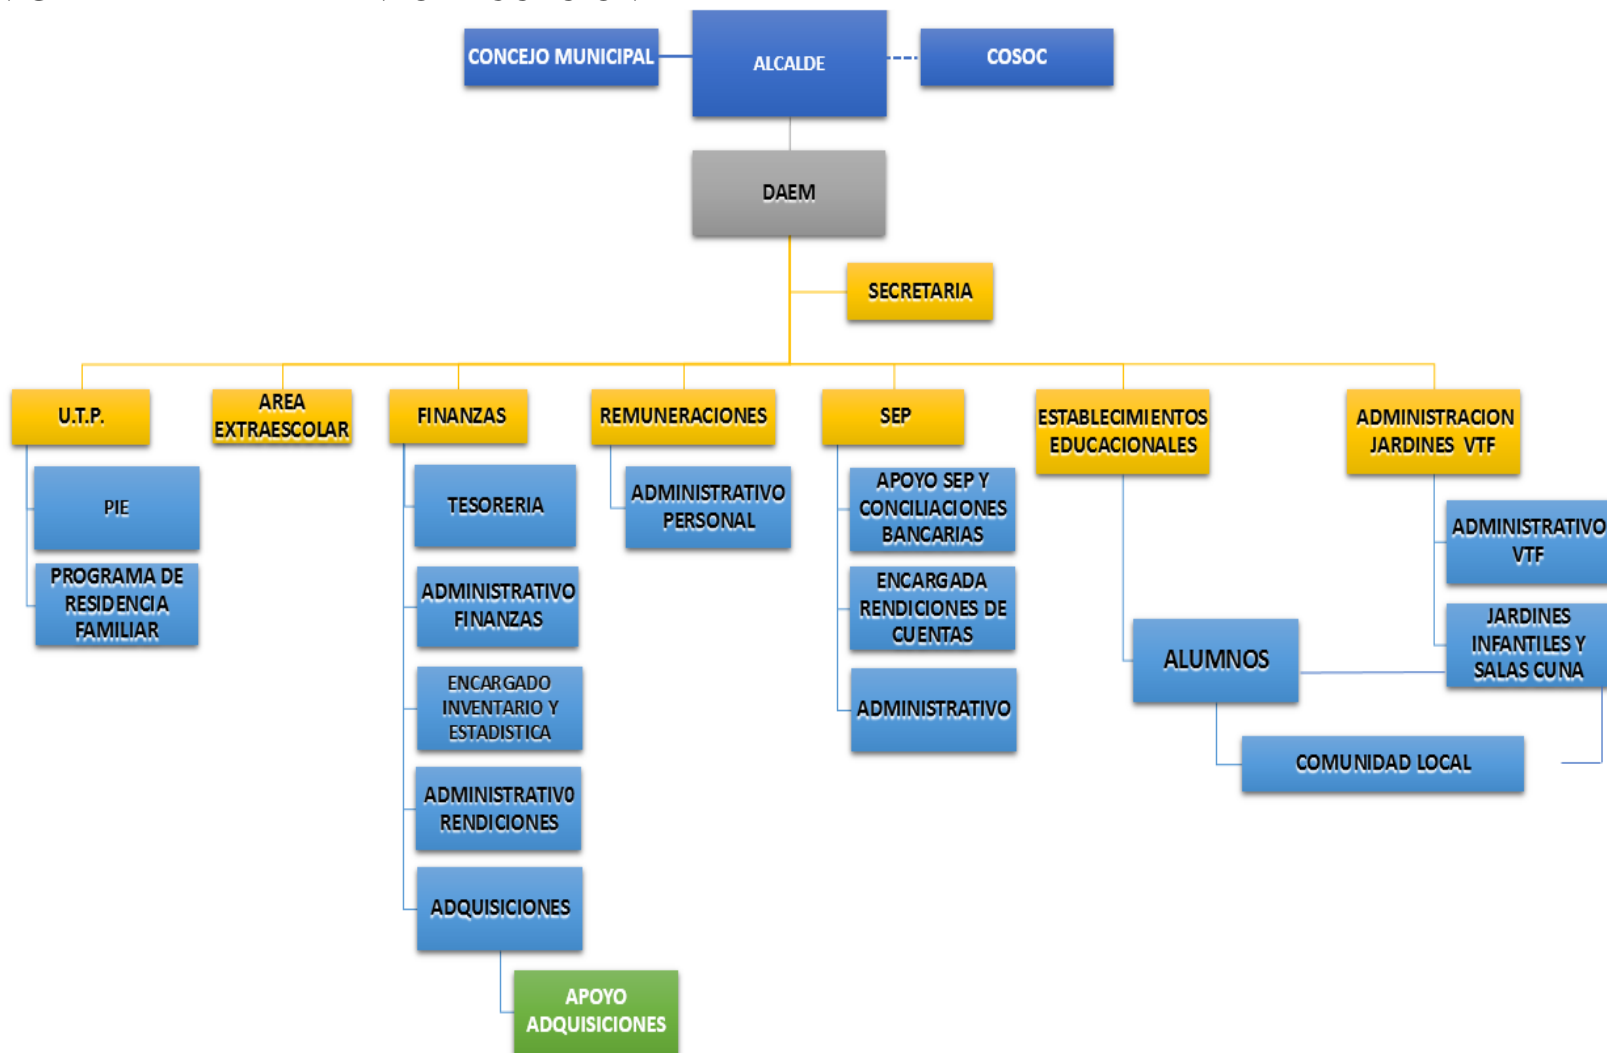 CONCEJO MUNICIPAL
ALCALDE
COSOC
DAEM
SECRETARIA
U.T.P.
AREA
EXTRAESCOLAR
FINANZAS
REMUNERACIONES
SEP
ESTABLECIMIENTOS
EDUCACIONALES
ADMINISTRACION
JARDINES VTF
PIE
PROGRAMA DE
RESIDENCIA
FAMILIAR
TESORERIA
ADMINISTRATIVO
FINANZAS
ENCARGADO
INVENTARIO Y
ESTADISTICA
ADMINISTRATIV0
RENDICIONES
ADQUISICIONES
APOYO
ADQUISICIONES
ADMINISTRATIVO
PERSONAL
APOYO SEP Y
CONCILIACIONES
BANCARIAS
ENCARGADA
RENDICIONES DE
CUENTAS
ADMINISTRATIVO
ALUMNOS
ADMINISTRATIVO
VTF
JARDINES
INFANTILES Y
SALAS CUNA
COMUNIDAD LOCAL